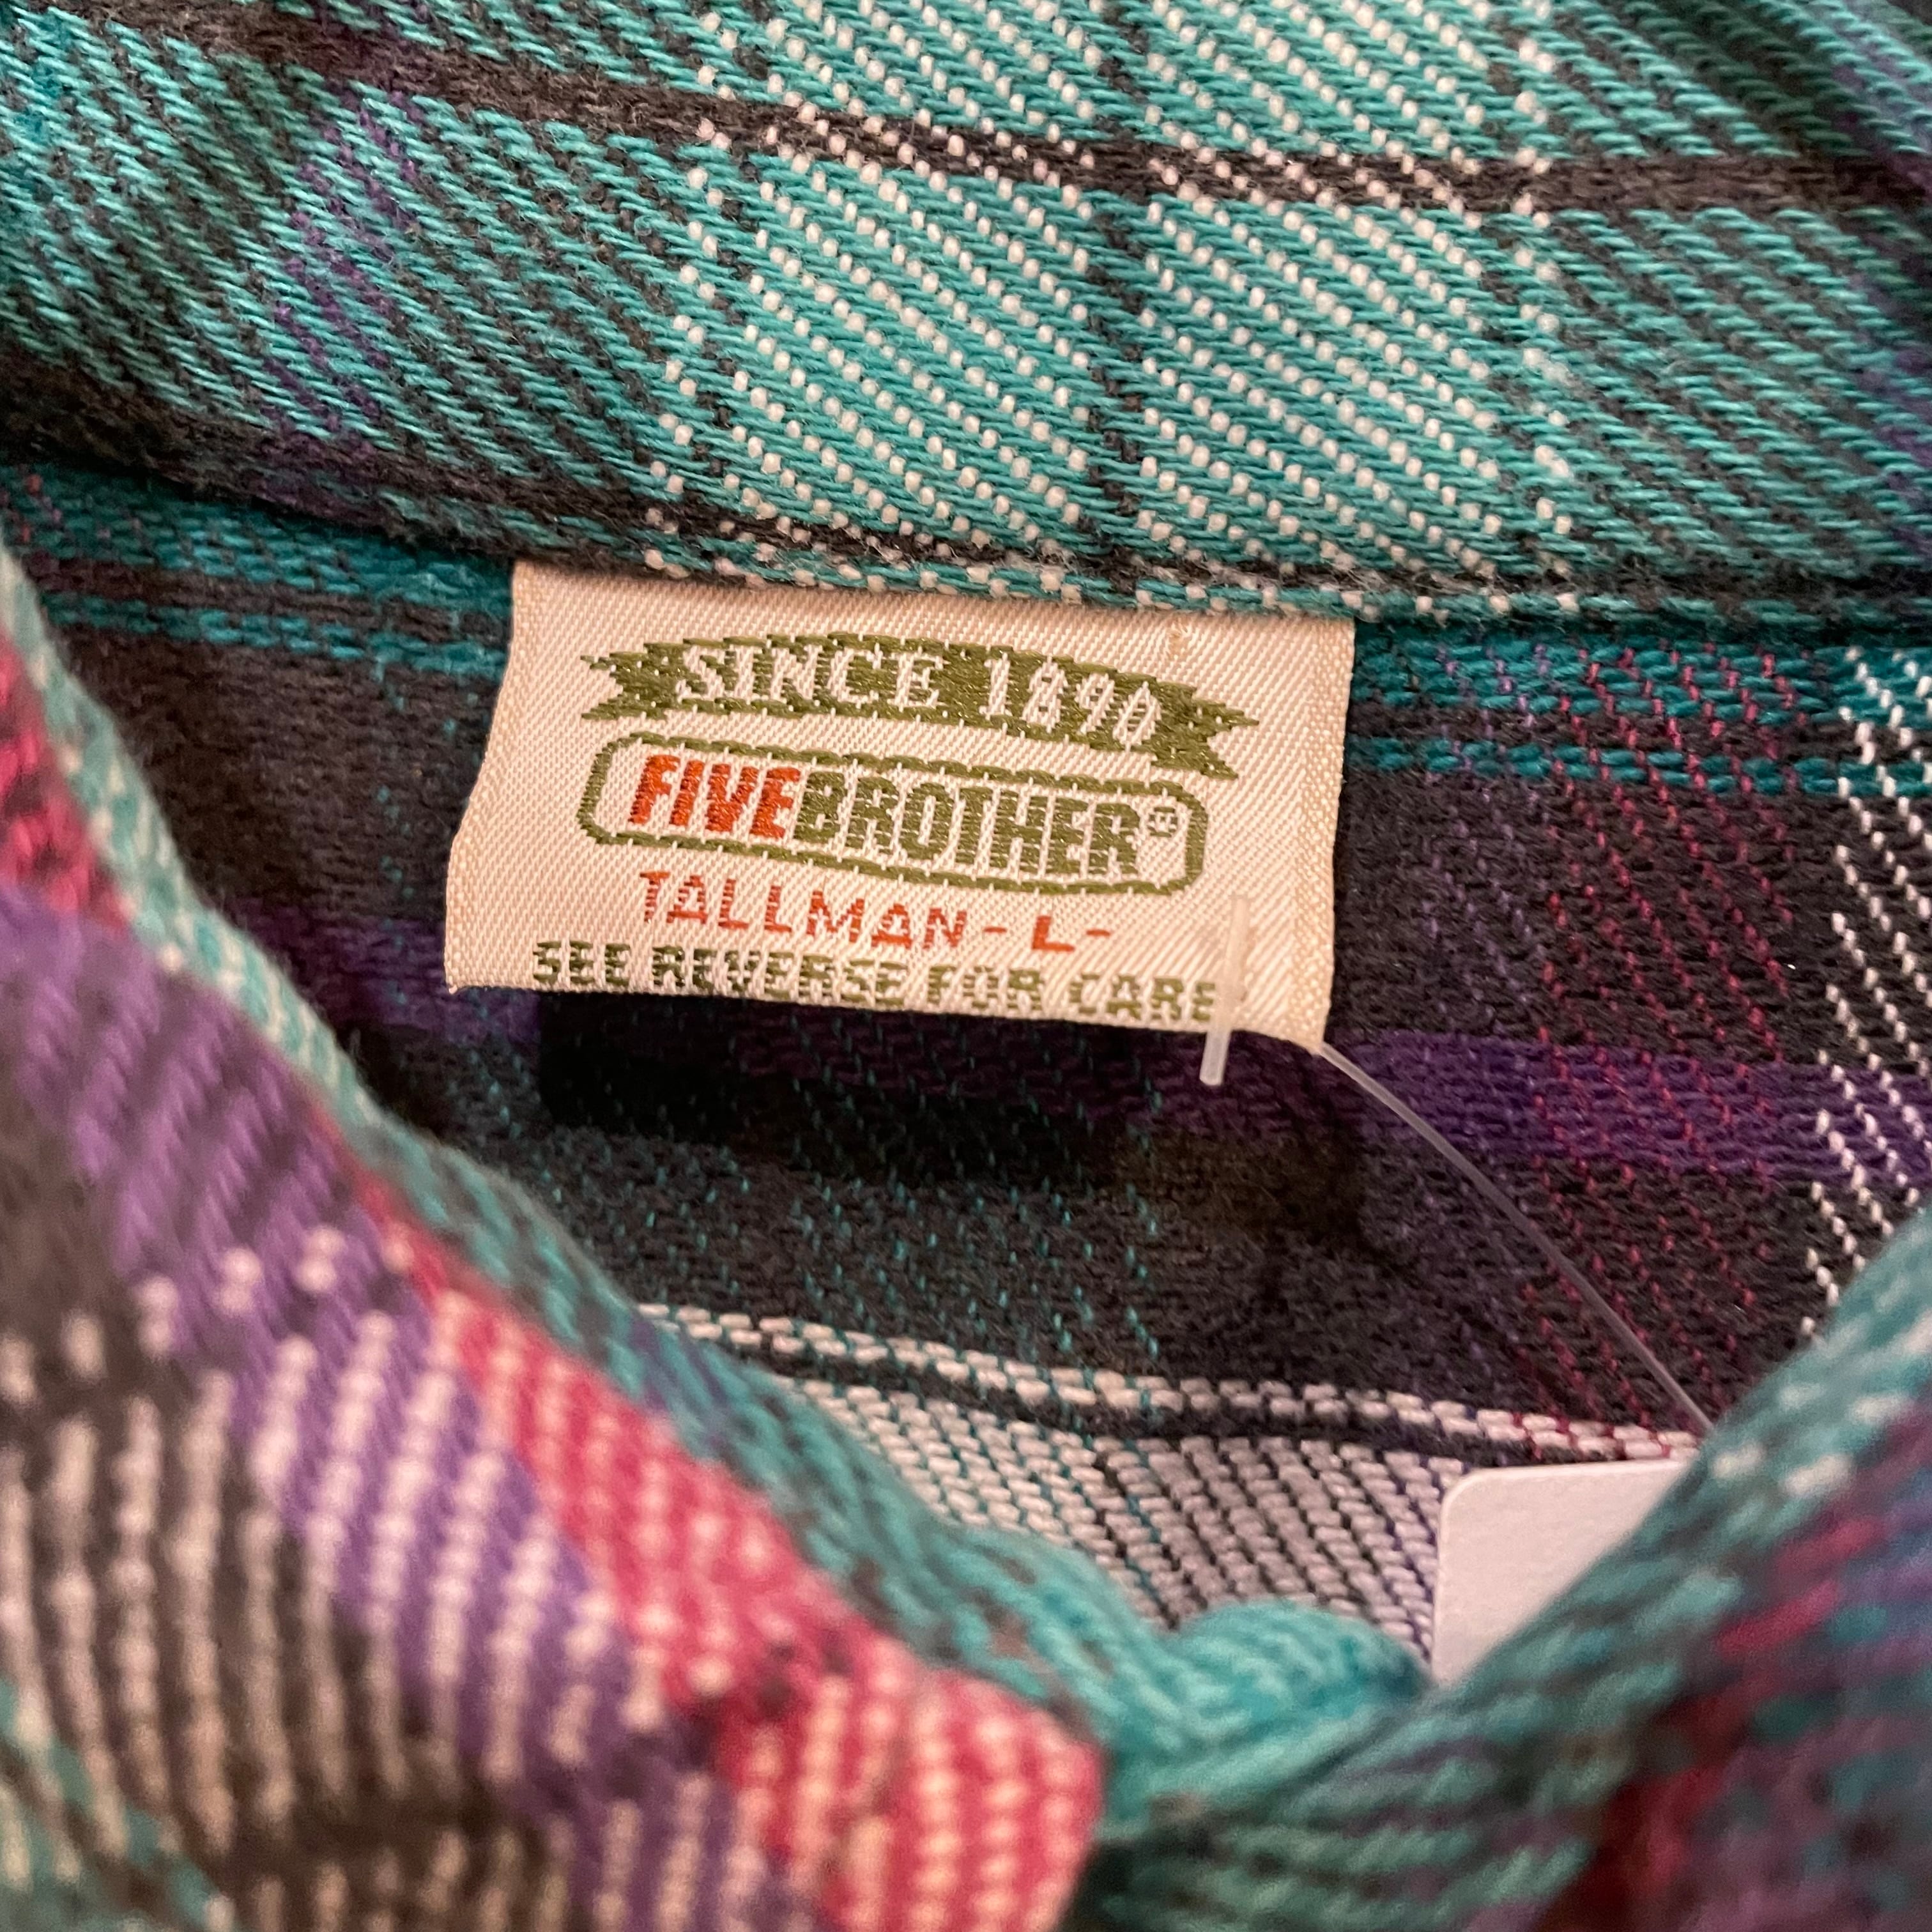 SINCE 1890
FIVEBROTHER®
TALLMAN - L -
SEE REVERSE FOR CARE